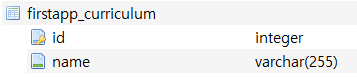 firstapp_curriculum
id integer
name varchar(255)